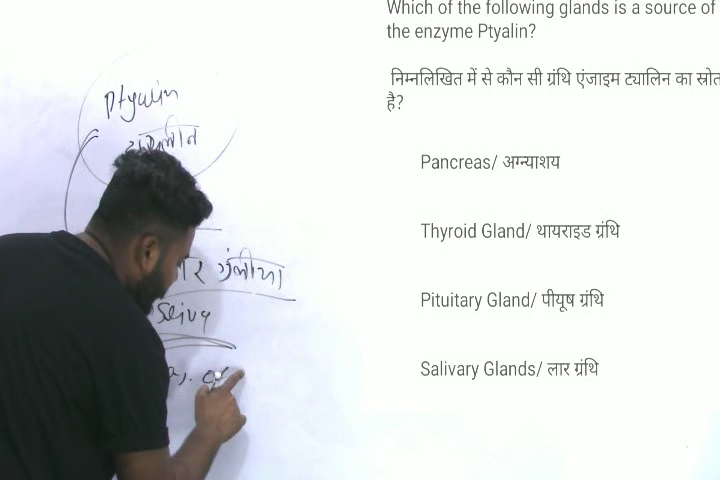 Which of the following glands is a source of
the enzyme Ptyalin?
निम्नलिखित में से कौन सी ग्रंथि एंजाइम ट्यालिन का स्रोत
है?
Pancreas/ अग्न्याशय
Thyroid Gland/ थायराइड ग्रंथि
Pituitary Gland/ पीयूष ग्रंथि
Salivary Glands/ लार ग्रंथि
Ptyalin